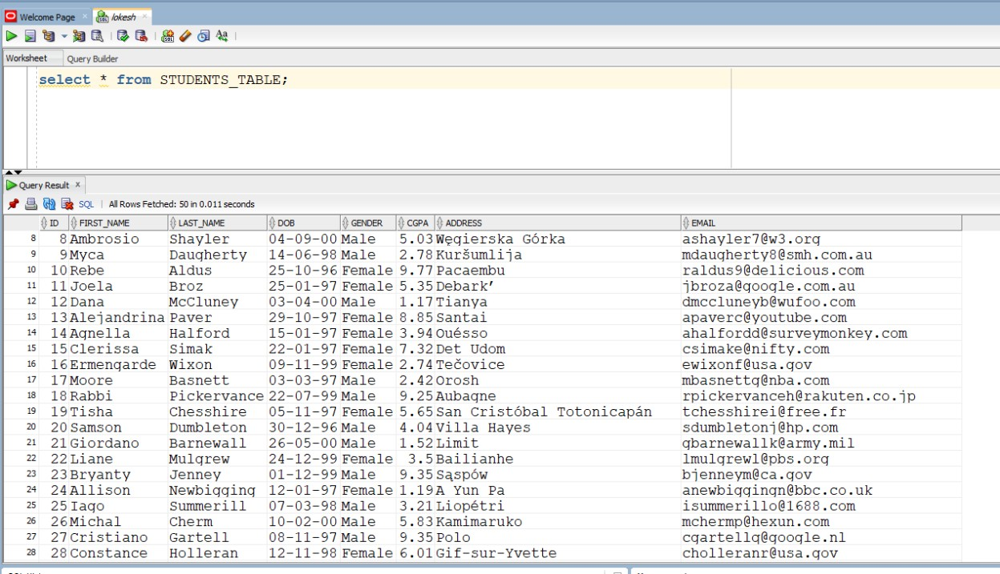 Welcome Page × lokesh ×
Worksheet Query Builder
select * from STUDENTS_TABLE;
Query Result ×
SQL | All Rows Fetched: 50 in 0.011 seconds
ID FIRST_NAME LAST_NAME DOB GENDER CGPA ADDRESS EMAIL
8 8 Ambrosio Shayler 04-09-00 Male 5.03 Węgierska Górka ashayler7@w3.org
9 9 Myca Daugherty 14-06-98 Male 2.78 Kuršumlija mdaugherty8@smh.com.au
10 10 Rebe Aldus 25-10-96 Female 9.77 Pacaembu raldus9@delicious.com
11 11 Joela Broz 25-01-97 Female 5.35 Debark’ jbroza@google.com.au
12 12 Dana McCluney 03-04-00 Male 1.17 Tianya dmccluneyb@wufoo.com
13 13 Alejandrina Paver 29-10-97 Female 8.85 Santai apaverc@youtube.com
14 14 Agnella Halford 15-01-97 Female 3.94 Ouésso ahalfordd@surveymonkey.com
15 15 Clerissa Simak 22-01-97 Female 7.32 Det Udom csimake@nifty.com
16 16 Ermengarde Wixon 09-11-99 Female 2.74 Tečovice ewixonf@usa.gov
17 17 Moore Basnett 03-03-97 Male 2.42 Orosh mbasnettg@nba.com
18 18 Rabbi Pickervance 22-07-99 Male 9.25 Aubagne rpickervanceh@rakuten.co.jp
19 19 Tisha Chesshire 05-11-97 Female 5.65 San Cristóbal Totonicapán tchesshirei@free.fr
20 20 Samson Dumbleton 30-12-96 Male 4.04 Villa Hayes sdumbletonj@hp.com
21 21 Giordano Barnewall 26-05-00 Male 1.52 Limit gbarnewallk@army.mil
22 22 Liane Mulgrew 24-12-99 Female 3.5 Bailianhe lmulgrewl@pbs.org
23 23 Bryanty Jenney 01-12-99 Male 9.35 Sąspów bjenneym@ca.gov
24 24 Allison Newbigging 12-01-97 Female 1.19 A Yun Pa anewbiggingn@bbc.co.uk
25 25 Iago Summerill 07-03-98 Male 3.21 Liopétri isummerillo@1688.com
26 26 Michal Cherm 10-02-00 Male 5.83 Kamimaruko mchermp@hexun.com
27 27 Cristiano Gartell 08-11-97 Male 9.35 Polo cgartellq@google.nl
28 28 Constance Holleran 12-11-98 Female 6.01 Gif-sur-Yvette cholleranr@usa.gov